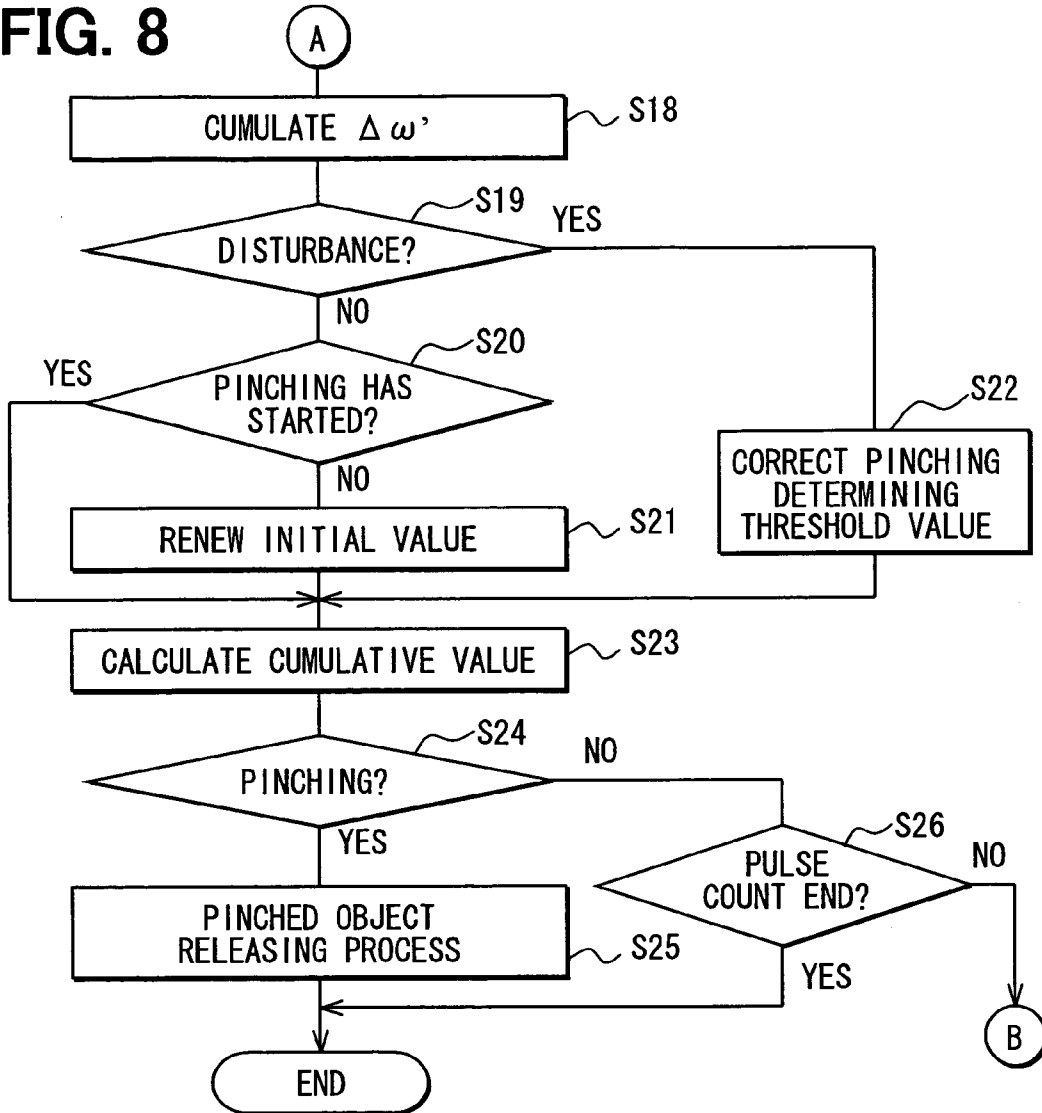 FIG. 8
A
CUMULATE Δω'
S18
S19
DISTURBANCE?
YES
NO
S20
YES
PINCHING HAS
STARTED?
NO
S22
CORRECT PINCHING
DETERMINING
THRESHOLD VALUE
RENEW INITIAL VALUE
S21
CALCULATE CUMULATIVE VALUE
S23
S24
PINCHING?
NO
YES
S26
PULSE
COUNT END?
NO
YES
PINCHED OBJECT
RELEASING PROCESS
S25
B
END